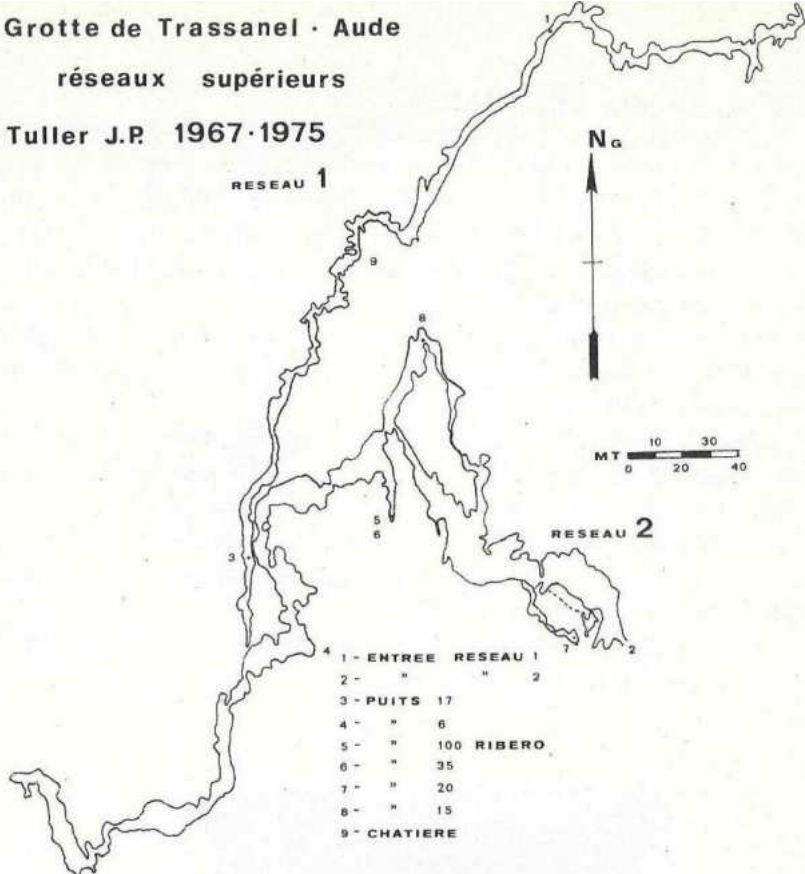 Grotte de Trassanel · Aude
réseaux supérieurs
Tuller J.P. 1967·1975
RESEAU 1
1
NG
9
8
MT
10 30
0 20 40
5
6
RESEAU 2
3
4
7
2
1 - ENTREE RESEAU 1
2 - " " 2
3 - PUITS 17
4 - " 6
5 - " 100 RIBERO
6 - " 35
7 - " 20
8 - " 15
9 - CHATIERE